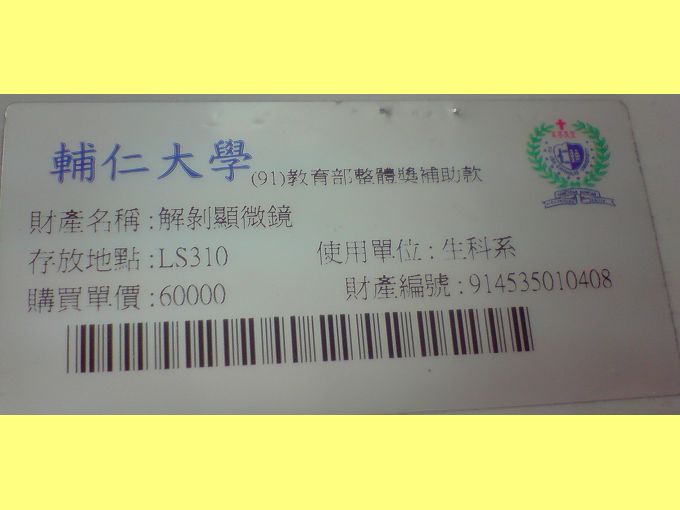 輔仁大學 (91)教育部整體獎補助款
財產名稱:解剝顯微鏡
存放地點:LS310 使用單位:生科系
購買單價:60000 財產編號:914535010408